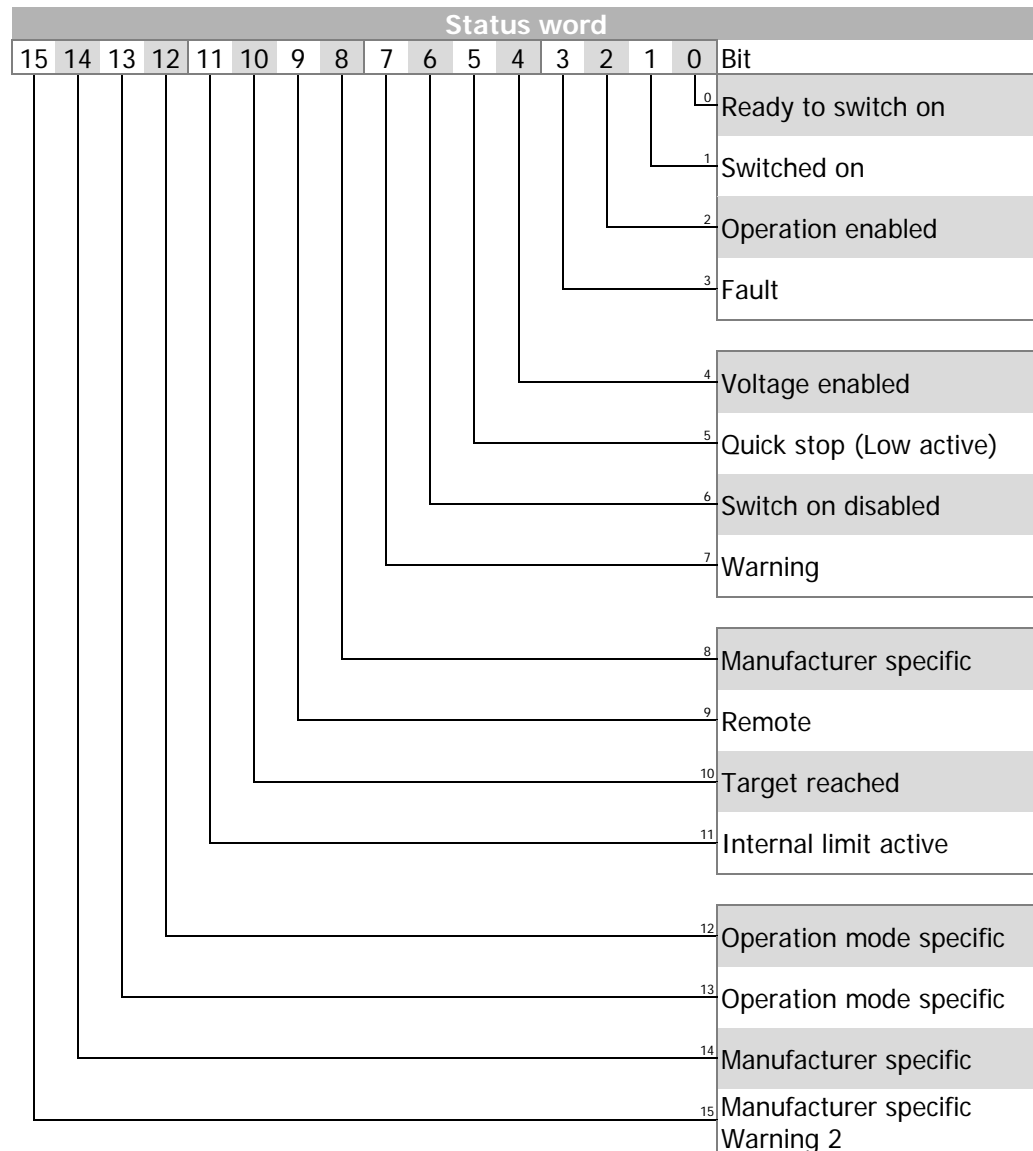 Status word
15 14 13 12 11 10 9 8 7 6 5 4 3 2 1 0 Bit
0 Ready to switch on
1 Switched on
2 Operation enabled
3 Fault
4 Voltage enabled
5 Quick stop (Low active)
6 Switch on disabled
7 Warning
8 Manufacturer specific
9 Remote
10 Target reached
11 Internal limit active
12 Operation mode specific
13 Operation mode specific
14 Manufacturer specific
15 Manufacturer specific
Warning 2